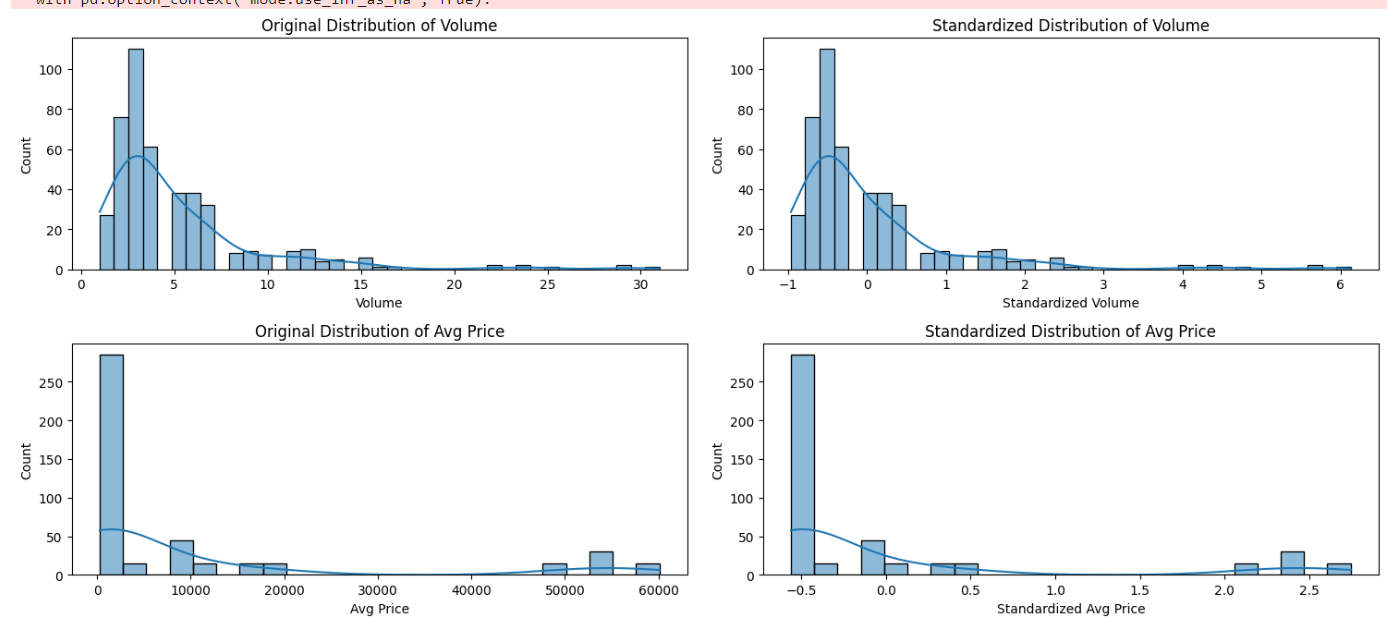 with pd.option_context('mode.use_inf_as_na', True):
Original Distribution of Volume
Standardized Distribution of Volume
100
80
60
40
20
0
Count
0 5 10 15 20 25 30
Volume
100
80
60
40
20
0
Count
−1 0 1 2 3 4 5 6
Standardized Volume
Original Distribution of Avg Price
Standardized Distribution of Avg Price
250
200
150
100
50
0
Count
0 10000 20000 30000 40000 50000 60000
Avg Price
250
200
150
100
50
0
Count
−0.5 0.0 0.5 1.0 1.5 2.0 2.5
Standardized Avg Price